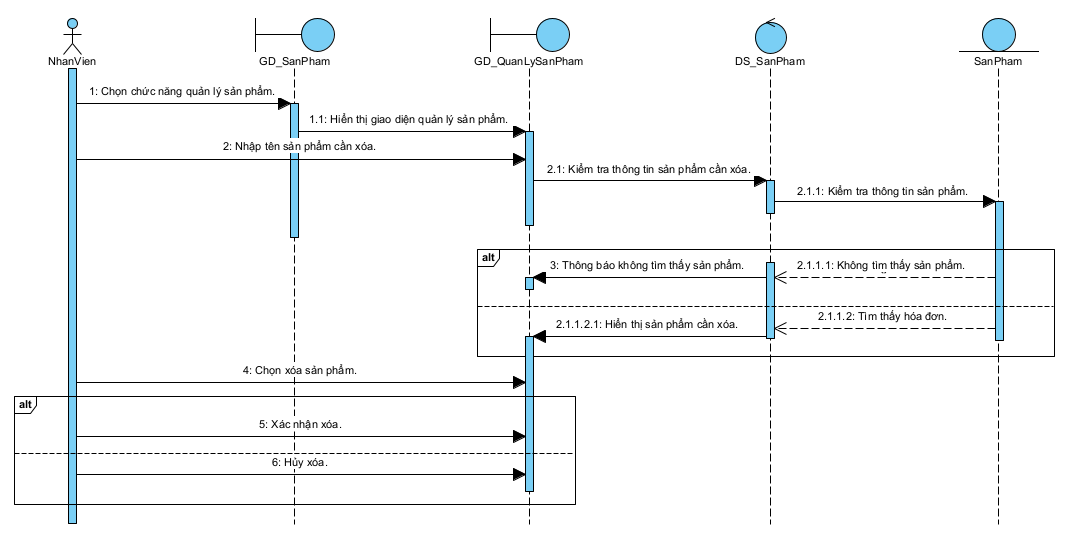 NhanVien
GD_SanPham
GD_QuanLySanPham
DS_SanPham
SanPham
1: Chọn chức năng quản lý sản phẩm.
1.1: Hiển thị giao diện quản lý sản phẩm.
2: Nhập tên sản phẩm cần xóa.
2.1: Kiểm tra thông tin sản phẩm cần xóa.
2.1.1: Kiểm tra thông tin sản phẩm.
alt
3: Thông báo không tìm thấy sản phẩm.
2.1.1.1: Không tìm thấy sản phẩm.
2.1.1.2: Tìm thấy hóa đơn.
2.1.1.2.1: Hiển thị sản phẩm cần xóa.
4: Chọn xóa sản phẩm.
alt
5: Xác nhận xóa.
6: Hủy xóa.